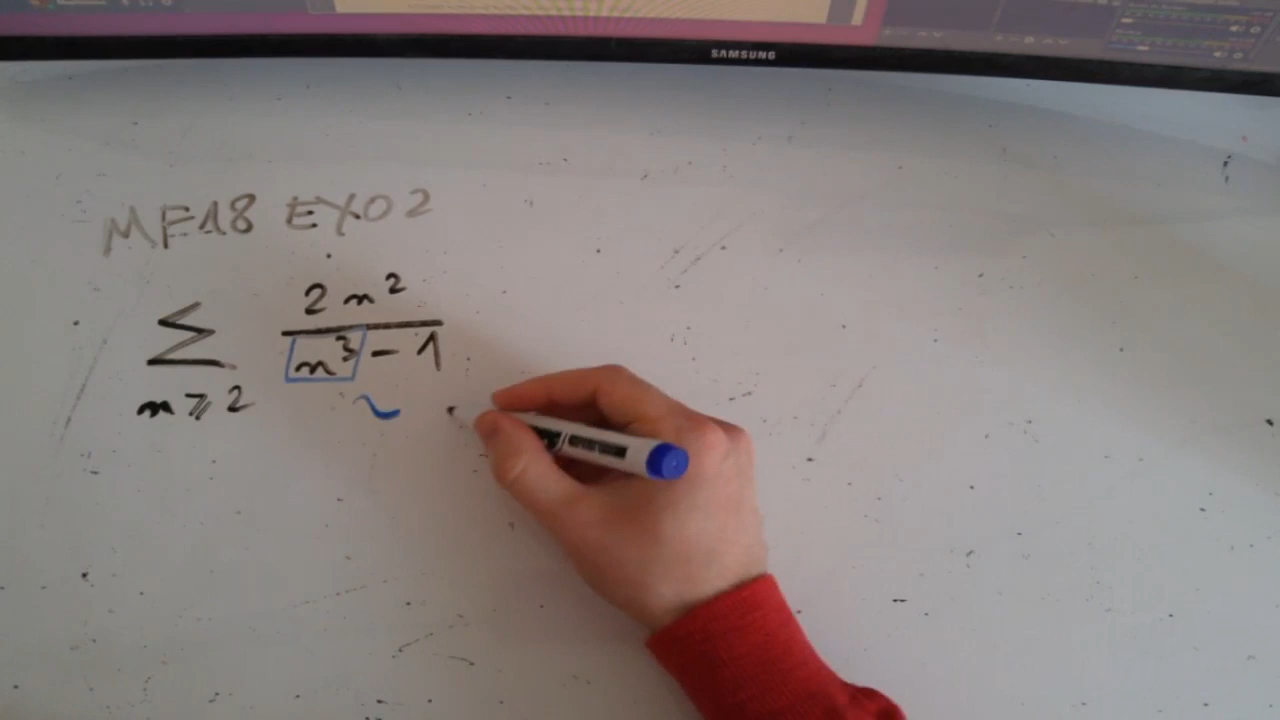 SAMSUNG
MF18 EXO2
∑ 2n²
n³ - 1
n ⩾ 2
~